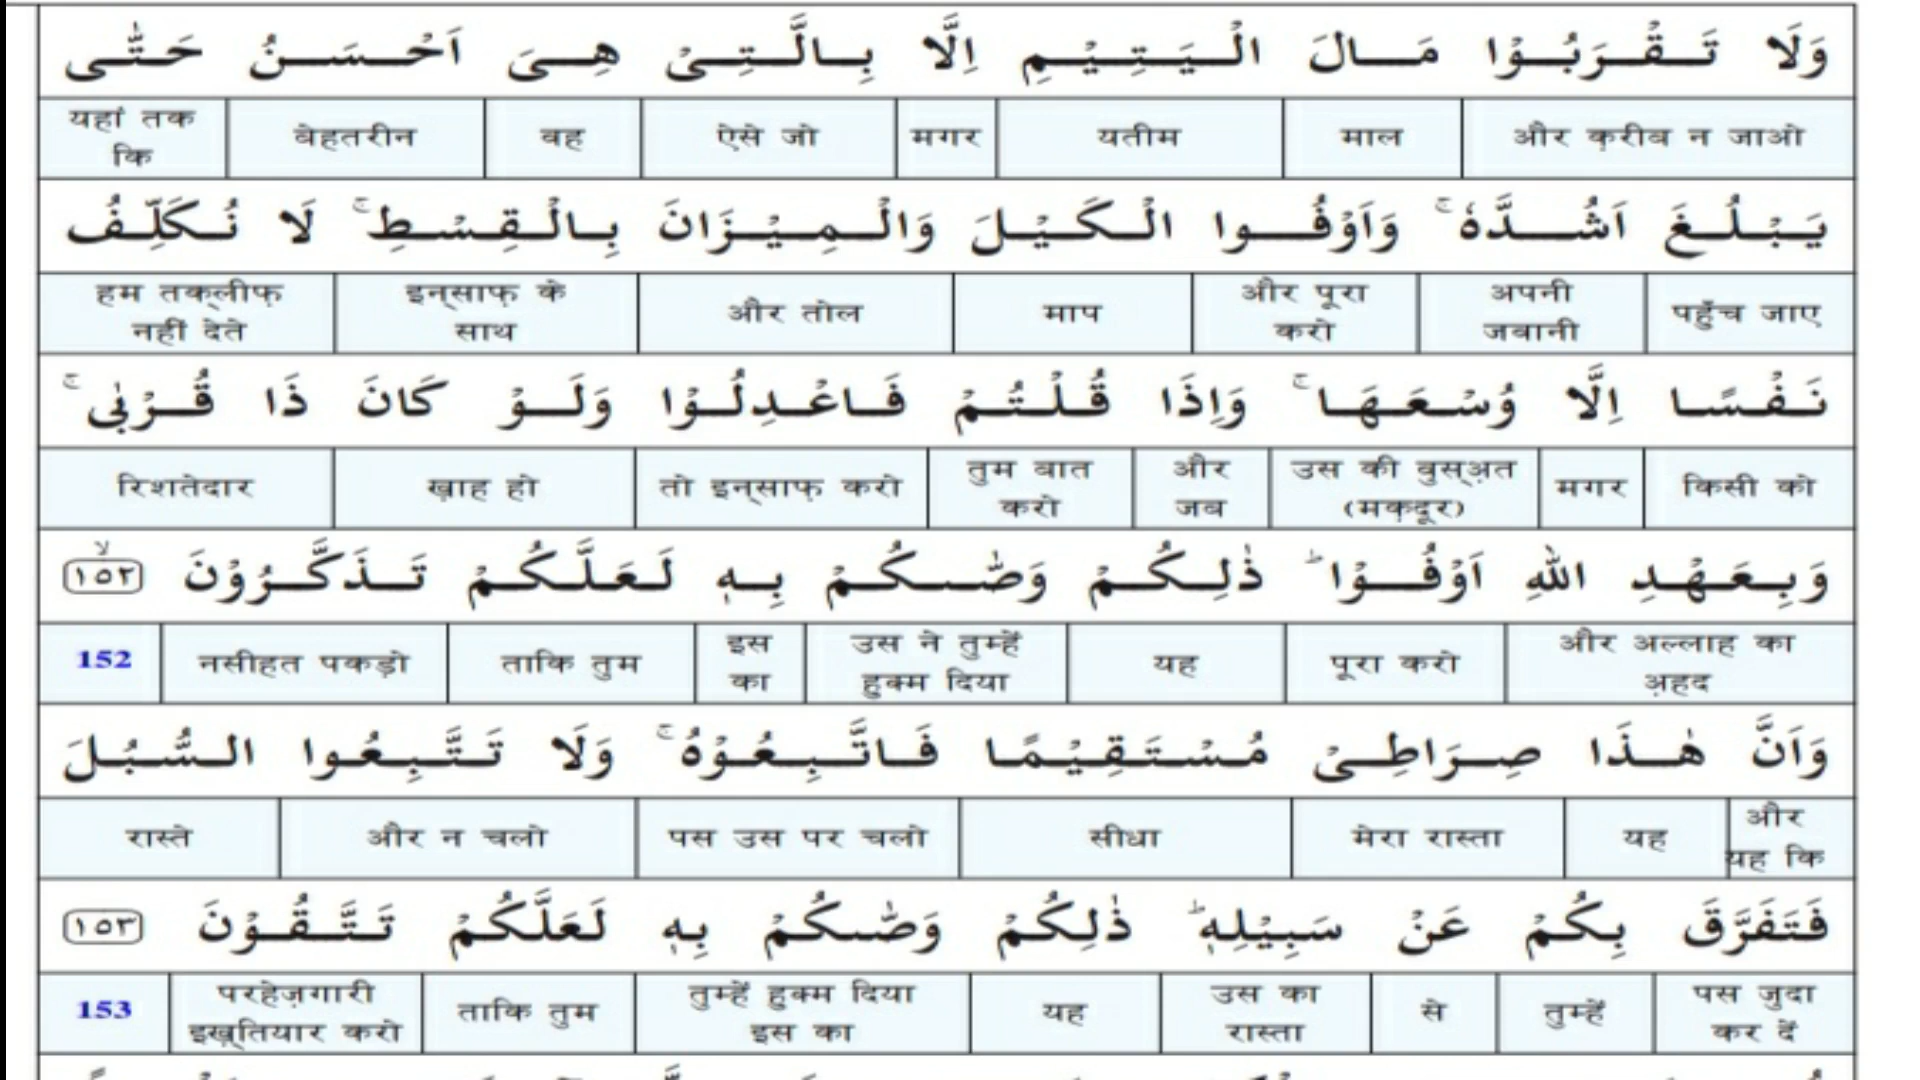 وَلَا تَقْرَبُوْا مَالَ الْيَتِيْمِ اِلَّا بِالَّتِيْ هِىَ اَحْسَنُ حَتّٰى
और क़रीब न जाओ माल यतीम मगर ऐसे जो वह बेहतरीन यहां तक कि
يَبْلُغَ اَشُدَّهٗ ۚ وَاَوْفُوا الْكَيْلَ وَالْمِيْزَانَ بِالْقِسْطِ ۚ لَا نُكَلِّفُ
पहुँच जाए अपनी जवानी और पूरा करो माप और तोल इन्साफ़ के साथ हम तक्लीफ़ नहीं देते
نَفْسًا اِلَّا وُسْعَهَا ۚ وَاِذَا قُلْتُمْ فَاعْدِلُوْا وَلَوْ كَانَ ذَا قُرْبٰى ۚ
किसी को मगर उस की वुस्अ़त (मक़दूर) और जब तुम बात करो तो इन्साफ़ करो ख़ाह हो रिशतेदार
وَبِعَهْدِ اللّٰهِ اَوْفُوْا ؕ ذٰلِكُمْ وَصّٰىكُمْ بِهٖ لَعَلَّكُمْ تَذَكَّرُوْنَ ۙ ١٥٢
और अल्लाह का अ़हद पूरा करो यह उस ने तुम्हें हुक्म दिया इस का ताकि तुम नसीहत पकड़ो 152
وَاَنَّ هٰذَا صِرَاطِىْ مُسْتَقِيْمًا فَاتَّبِعُوْهُ ۚ وَلَا تَتَّبِعُوا السُّبُلَ
और यह कि यह मेरा रास्ता सीधा पस उस पर चलो और न चलो रास्ते
فَتَفَرَّقَ بِكُمْ عَنْ سَبِيْلِهٖ ؕ ذٰلِكُمْ وَصّٰىكُمْ بِهٖ لَعَلَّكُمْ تَتَّقُوْنَ ١٥٣
पस जुदा कर दें तुम्हें से उस का रास्ता यह तुम्हें हुक्म दिया इस का ताकि तुम परहेज़गारी इख़्तियार करो 153